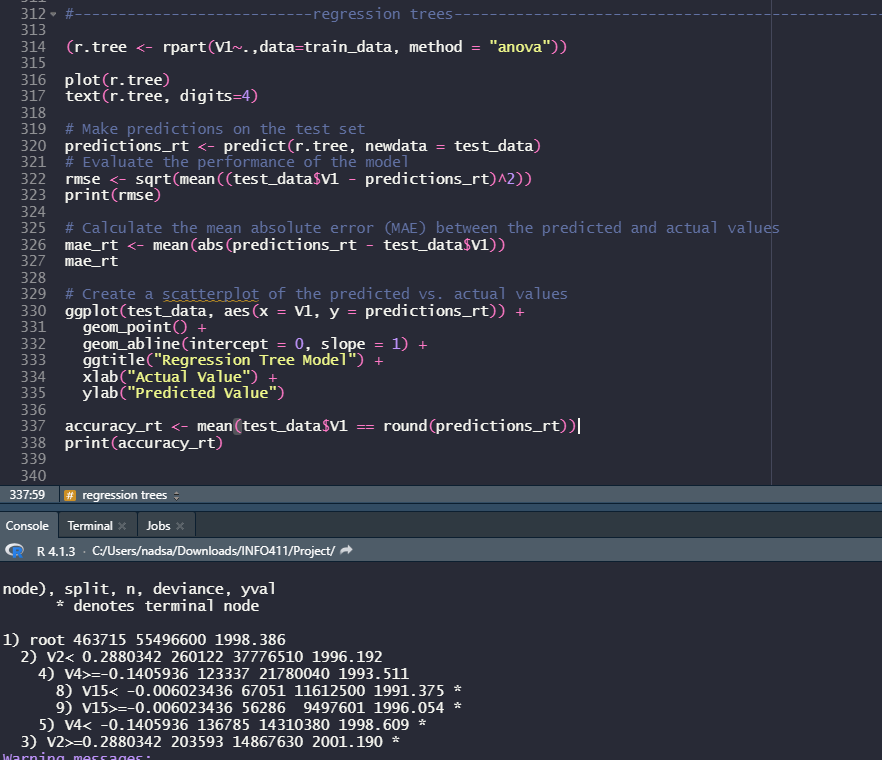 311
312 #---------------------------regression trees------------------------------------------------
313
314 (r.tree <- rpart(V1~.,data=train_data, method = "anova"))
315
316 plot(r.tree)
317 text(r.tree, digits=4)
318
319 # Make predictions on the test set
320 predictions_rt <- predict(r.tree, newdata = test_data)
321 # Evaluate the performance of the model
322 rmse <- sqrt(mean((test_data$V1 - predictions_rt)^2))
323 print(rmse)
324
325 # Calculate the mean absolute error (MAE) between the predicted and actual values
326 mae_rt <- mean(abs(predictions_rt - test_data$V1))
327 mae_rt
328
329 # Create a scatterplot of the predicted vs. actual values
330 ggplot(test_data, aes(x = V1, y = predictions_rt)) +
331 geom_point() +
332 geom_abline(intercept = 0, slope = 1) +
333 ggtitle("Regression Tree Model") +
334 xlab("Actual Value") +
335 ylab("Predicted Value")
336
337 accuracy_rt <- mean(test_data$V1 == round(predictions_rt))
338 print(accuracy_rt)
339
340
337:59 # regression trees
Console Terminal Jobs
R 4.1.3 · C:/Users/nadsa/Downloads/INFO411/Project/
node), split, n, deviance, yval
* denotes terminal node
1) root 463715 55496600 1998.386
2) V2< 0.2880342 260122 37776510 1996.192
4) V4>=-0.1405936 123337 21780040 1993.511
8) V15< -0.006023436 67051 11612500 1991.375 *
9) V15>=-0.006023436 56286 9497601 1996.054 *
5) V4< -0.1405936 136785 14310380 1998.609 *
3) V2>=0.2880342 203593 14867630 2001.190 *
Warning messages: